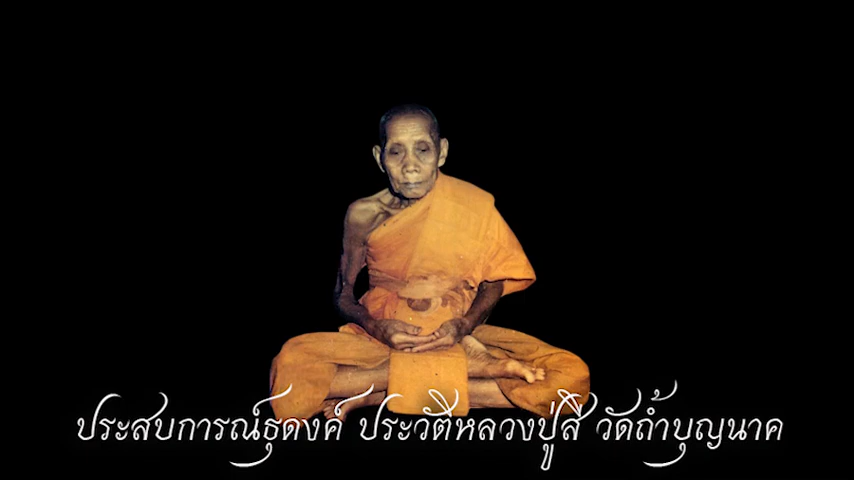 ประสบการณ์ธุดงค์ ประวัติหลวงปู่สี วัดถ้ำบุญนาค